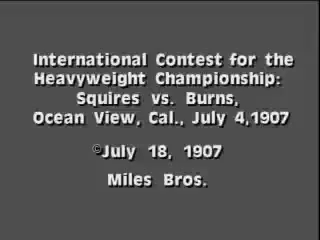 International Contest for the
Heavyweight Championship:
Squires vs. Burns,
Ocean View, Cal., July 4,1907
©July 18, 1907
Miles Bros.